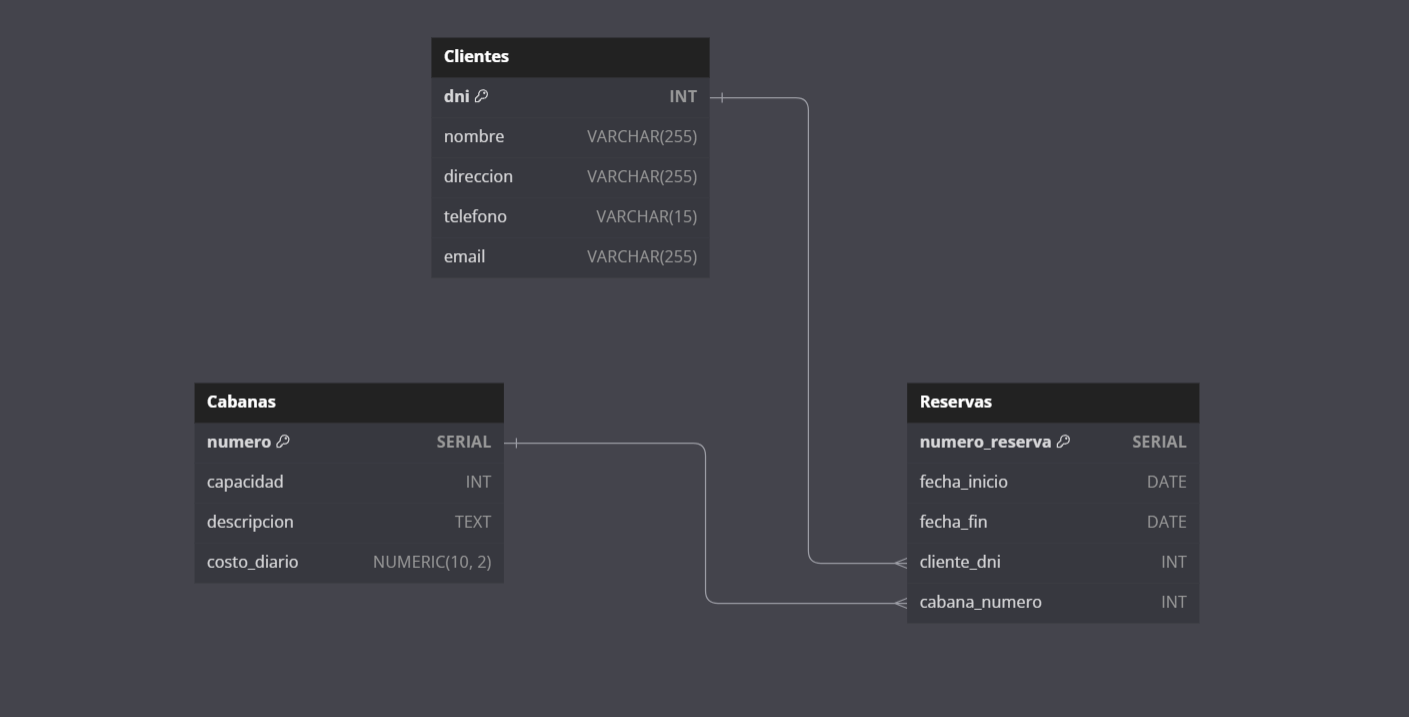 Clientes
dni INT
nombre VARCHAR(255)
direccion VARCHAR(255)
telefono VARCHAR(15)
email VARCHAR(255)
Cabanas
numero SERIAL
capacidad INT
descripcion TEXT
costo_diario NUMERIC(10, 2)
Reservas
numero_reserva SERIAL
fecha_inicio DATE
fecha_fin DATE
cliente_dni INT
cabana_numero INT